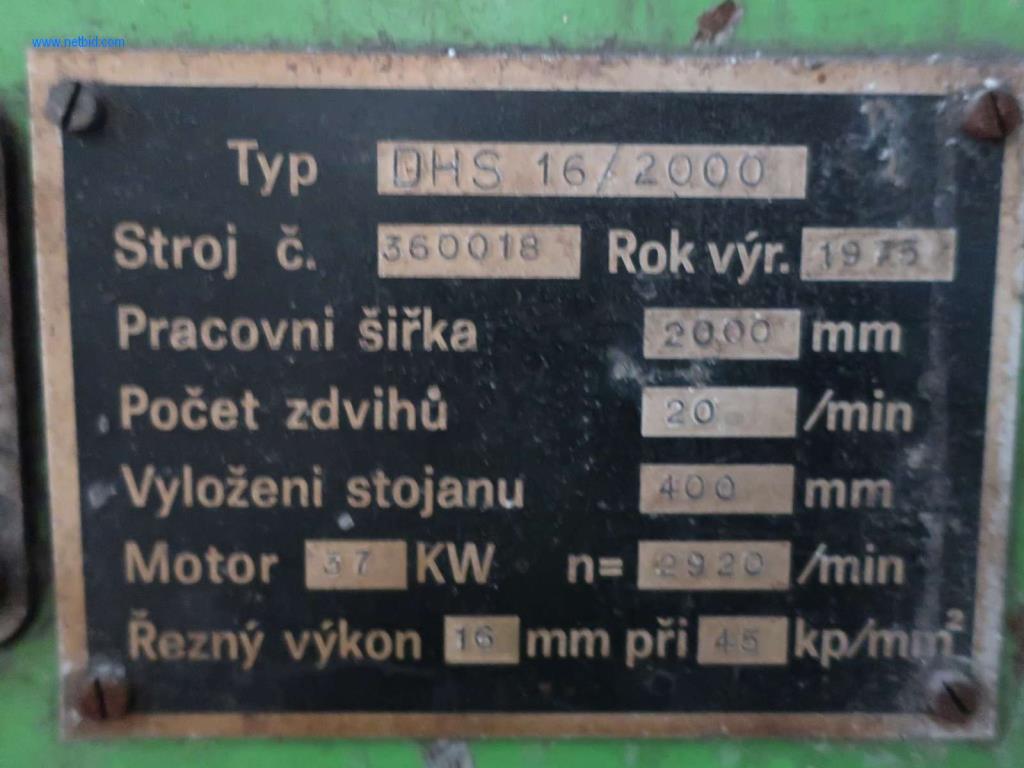 www.netbid.com
Typ DHS 16/2000
Stroj č. 360018 Rok výr. 1975
Pracovni šiřka 2000 mm
Počet zdvihů 20 /min
Vyloženi stojanu 400 mm
Motor 37 KW n= 2920 /min
Řezný výkon 16 mm při 45 kp/mm²